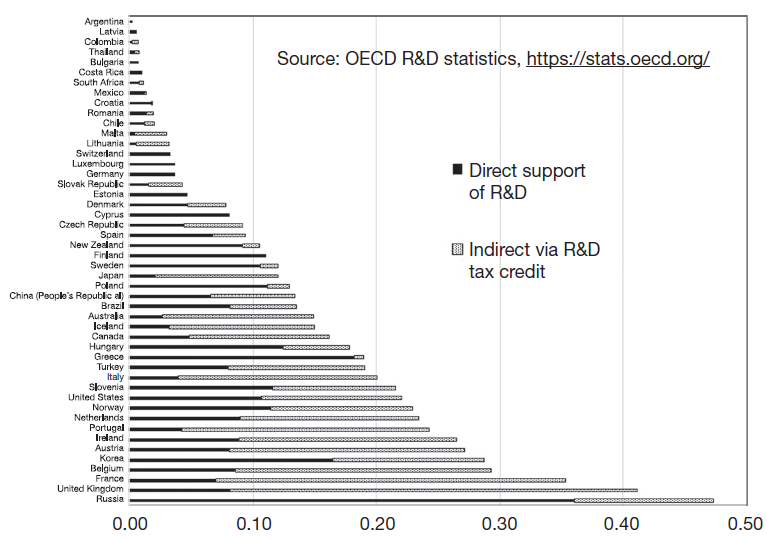 Argentina
Latvia
Colombia
Thailand
Bulgaria
Costa Rica
South Africa
Mexico
Croatia
Romania
Chile
Malta
Lithuania
Switzerland
Luxembourg
Germany
Slovak Republic
Estonia
Denmark
Cyprus
Czech Republic
Spain
New Zealand
Finland
Sweden
Japan
Poland
China (People's Republic al)
Brazil
Australia
Iceland
Canada
Hungary
Greece
Turkey
Italy
Slovenia
United States
Norway
Netherlands
Portugal
Ireland
Austria
Korea
Belgium
France
United Kingdom
Russia
Source: OECD R&D statistics, https://stats.oecd.org/
Direct support
of R&D
Indirect via R&D
tax credit
0.00 0.10 0.20 0.30 0.40 0.50